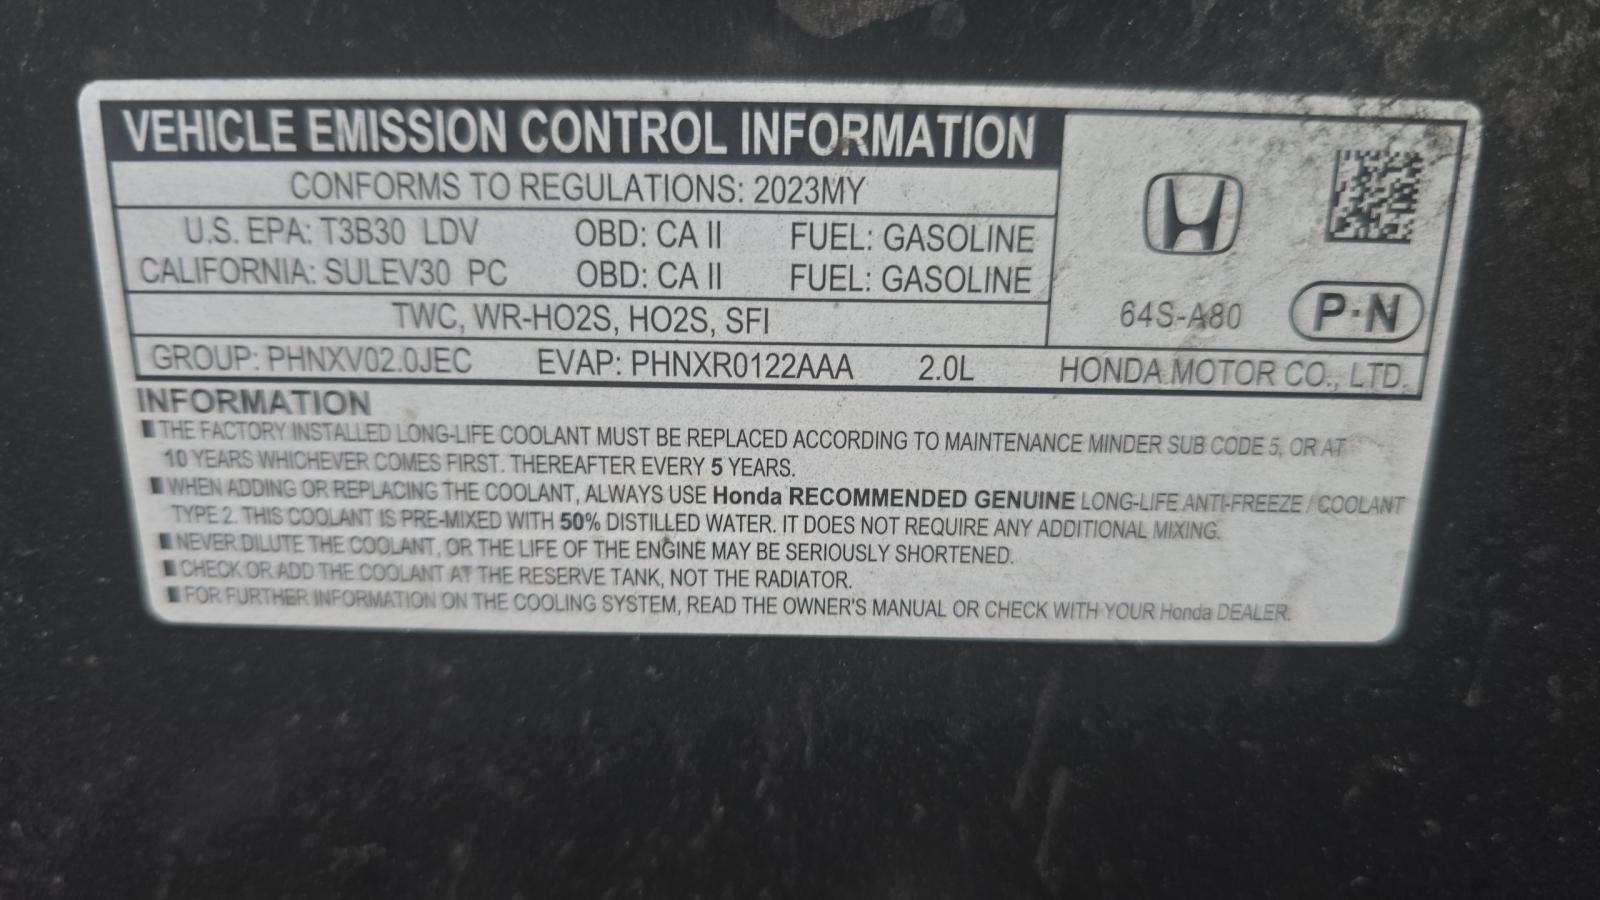 VEHICLE EMISSION CONTROL INFORMATION
CONFORMS TO REGULATIONS: 2023MY
U.S. EPA: T3B30 LDV OBD: CA II FUEL: GASOLINE
CALIFORNIA: SULEV30 PC OBD: CA II FUEL: GASOLINE
TWC, WR-HO2S, HO2S, SFI
64S-A80 P·N
GROUP: PHNXV02.0JEC EVAP: PHNXR0122AAA 2.0L HONDA MOTOR CO., LTD.
INFORMATION
THE FACTORY INSTALLED LONG-LIFE COOLANT MUST BE REPLACED ACCORDING TO MAINTENANCE MINDER SUB CODE 5, OR AT
10 YEARS WHICHEVER COMES FIRST. THEREAFTER EVERY 5 YEARS.
WHEN ADDING OR REPLACING THE COOLANT, ALWAYS USE Honda RECOMMENDED GENUINE LONG-LIFE ANTI-FREEZE / COOLANT
TYPE 2. THIS COOLANT IS PRE-MIXED WITH 50% DISTILLED WATER. IT DOES NOT REQUIRE ANY ADDITIONAL MIXING.
NEVER DILUTE THE COOLANT, OR THE LIFE OF THE ENGINE MAY BE SERIOUSLY SHORTENED.
CHECK OR ADD THE COOLANT AT THE RESERVE TANK, NOT THE RADIATOR.
FOR FURTHER INFORMATION ON THE COOLING SYSTEM, READ THE OWNER'S MANUAL OR CHECK WITH YOUR Honda DEALER.